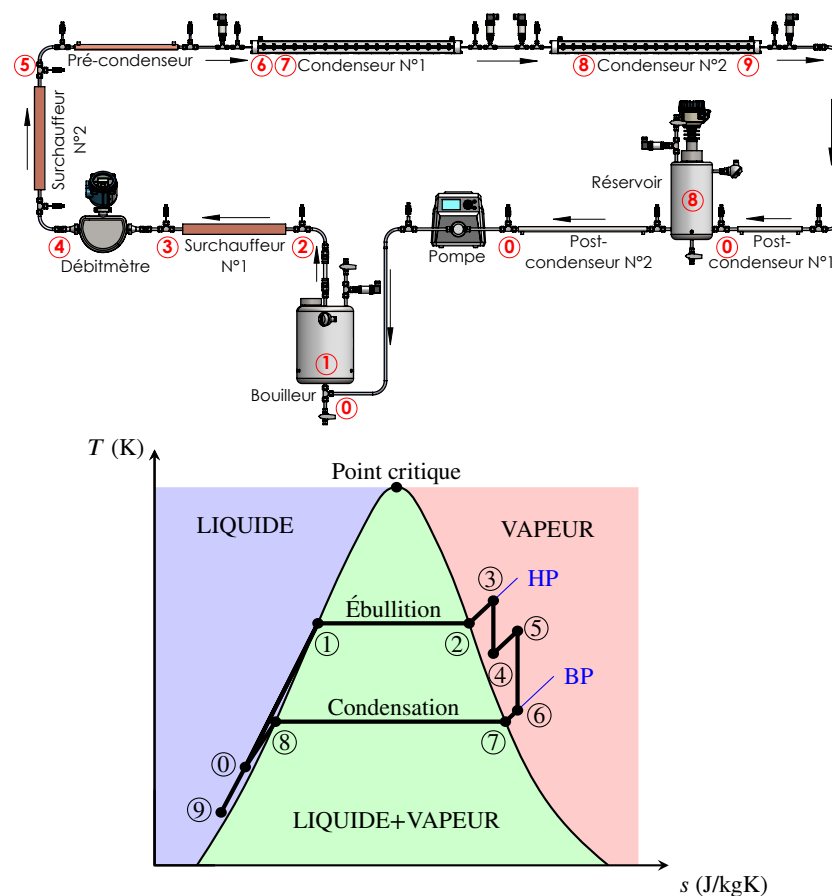 Pré-condenseur
⑤
⑥ ⑦ Condenseur N°1
⑧ Condenseur N°2 ⑨
Surchauffeur
N°2
Réservoir
⑧
④ ③ ② ⓪ ⓪
Débitmètre
Surchauffeur
N°1
Pompe
Post-
condenseur N°2
Post-
condenseur N°1
①
Bouilleur
⓪
T (K)
Point critique
LIQUIDE
VAPEUR
③ HP
Ébullition
① ② ⑤
④
BP
Condensation
⑥
⑧ ⑦
⓪
⑨
LIQUIDE+VAPEUR
s (J/kgK)